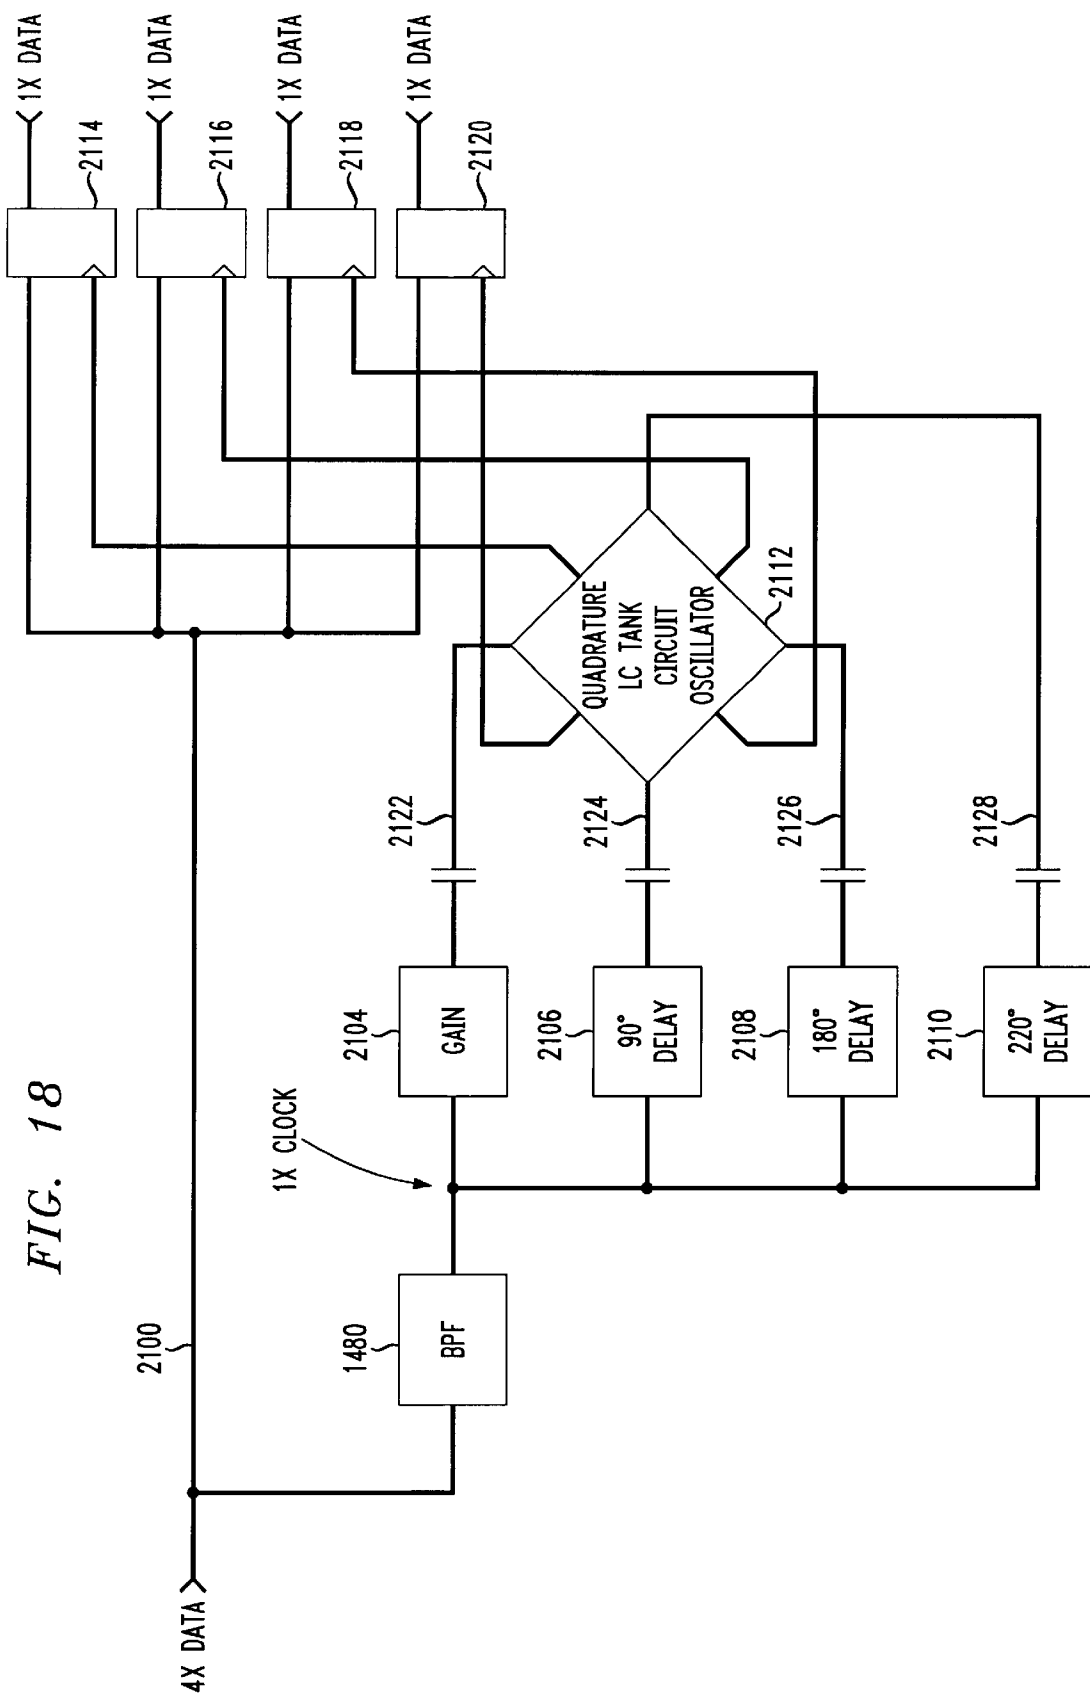 FIG. 18
4X DATA
2100
1480
BPF
1X CLOCK
2104
GAIN
2106
90°
DELAY
2108
180°
DELAY
2110
220°
DELAY
2122
2124
2126
2128
QUADRATURE
LC TANK
CIRCUIT
OSCILLATOR
2112
1X DATA
2114
1X DATA
2116
1X DATA
2118
1X DATA
2120